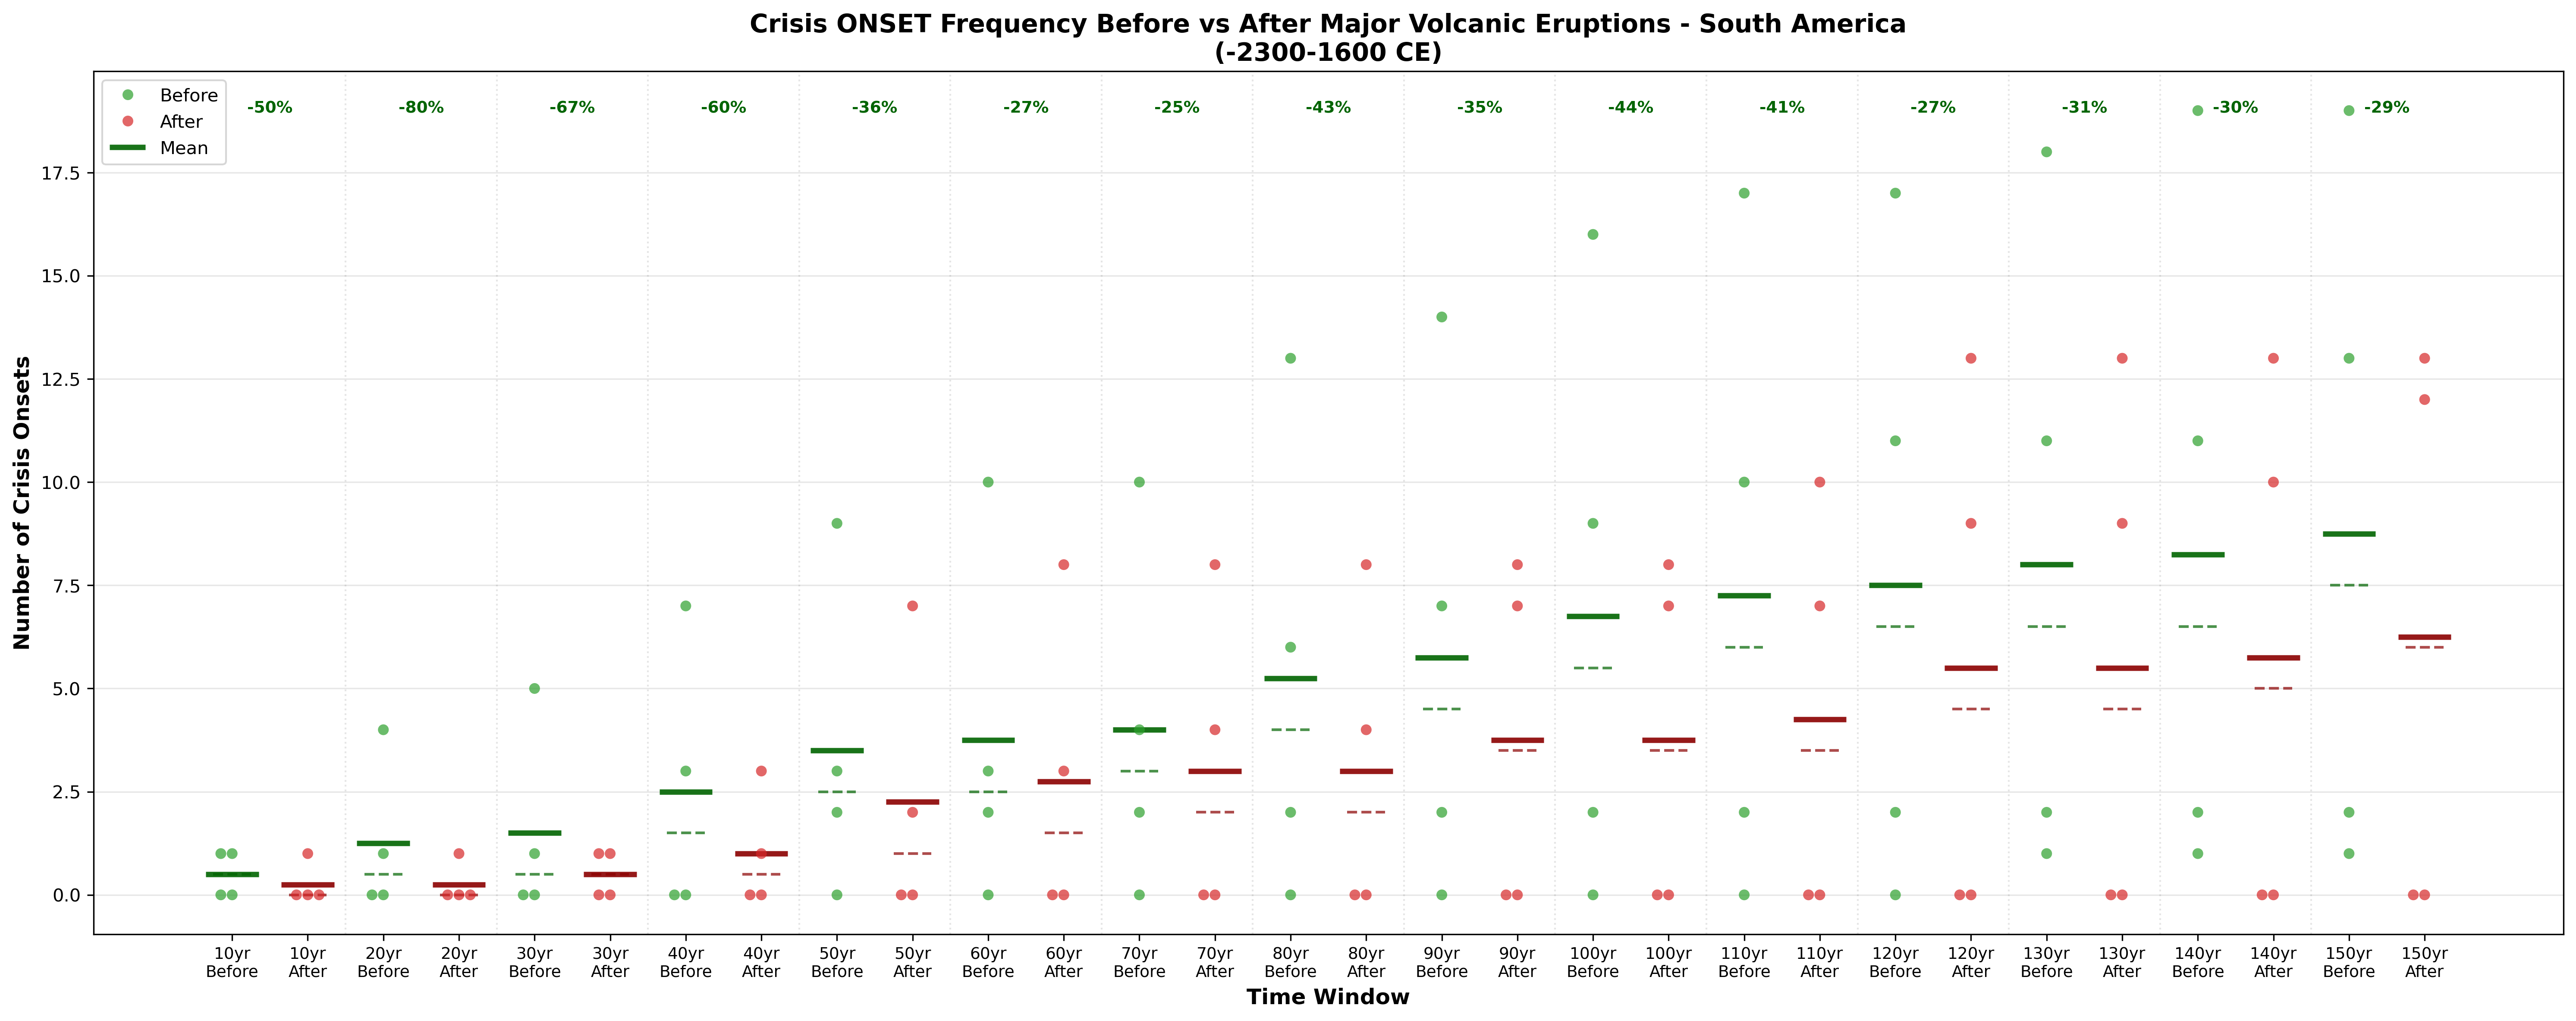 Crisis ONSET Frequency Before vs After Major Volcanic Eruptions - South America
(-2300-1600 CE)
Before
After
Mean
-50%
-80%
-67%
-60%
-36%
-27%
-25%
-43%
-35%
-44%
-41%
-27%
-31%
-30%
-29%
Number of Crisis Onsets
17.5
15.0
12.5
10.0
7.5
5.0
2.5
0.0
10yr
Before
10yr
After
20yr
Before
20yr
After
30yr
Before
30yr
After
40yr
Before
40yr
After
50yr
Before
50yr
After
60yr
Before
60yr
After
70yr
Before
70yr
After
80yr
Before
80yr
After
90yr
Before
90yr
After
100yr
Before
100yr
After
110yr
Before
110yr
After
120yr
Before
120yr
After
130yr
Before
130yr
After
140yr
Before
140yr
After
150yr
Before
150yr
After
Time Window